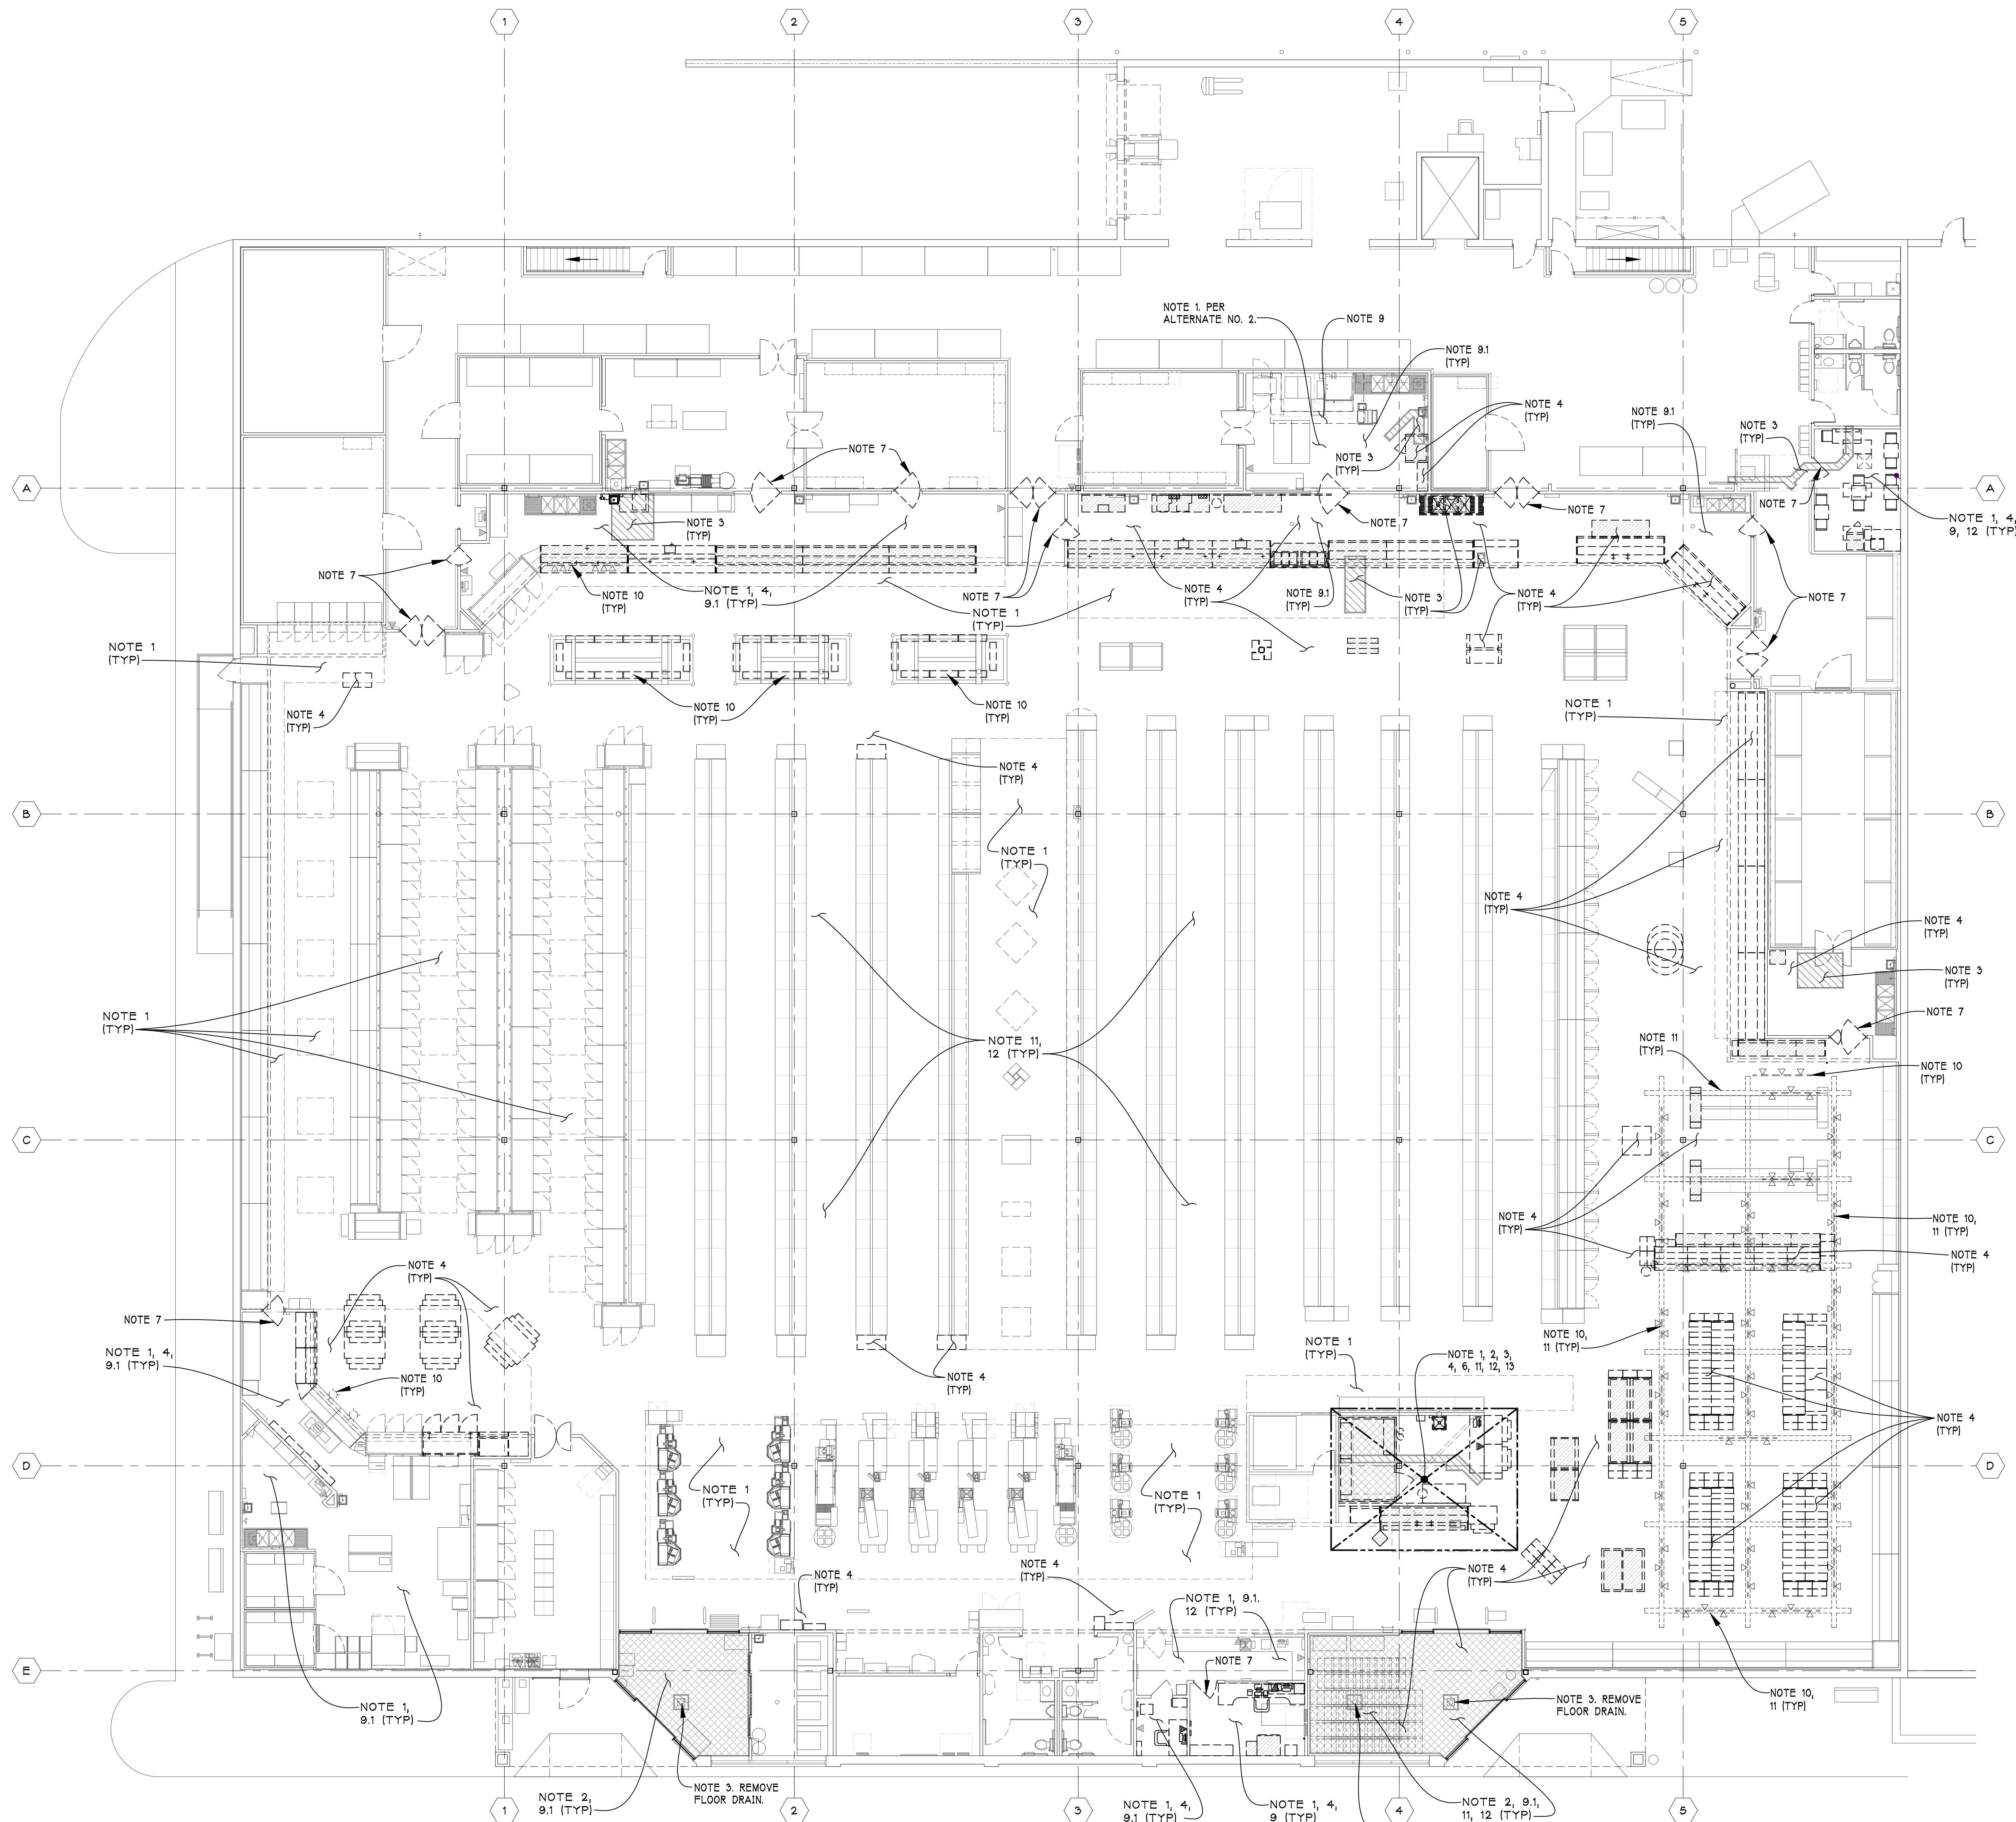 1
2
3
4
5
NOTE 1. PER
ALTERNATE NO. 2.
NOTE 9
NOTE 9.1
(TYP)
NOTE 4
(TYP)
NOTE 9.1
(TYP)
NOTE 3
(TYP)
NOTE 7
NOTE 3
(TYP)
A
A
NOTE 7
NOTE 3
(TYP)
NOTE 7
NOTE 7
NOTE 1, 4,
9, 12 (TYP)
NOTE 7
NOTE 10
(TYP)
NOTE 1, 4,
9.1 (TYP)
NOTE 7
NOTE 1
(TYP)
NOTE 4
(TYP)
NOTE 9.1
(TYP)
NOTE 3
(TYP)
NOTE 4
(TYP)
NOTE 7
NOTE 1
(TYP)
NOTE 4
(TYP)
NOTE 10
(TYP)
NOTE 10
(TYP)
NOTE 1
(TYP)
NOTE 4
(TYP)
B
B
NOTE 1
(TYP)
NOTE 4
(TYP)
NOTE 4
(TYP)
NOTE 3
(TYP)
NOTE 1
(TYP)
NOTE 11,
12 (TYP)
NOTE 7
NOTE 11
(TYP)
NOTE 10
(TYP)
C
C
NOTE 4
(TYP)
NOTE 10,
11 (TYP)
NOTE 4
(TYP)
NOTE 4
(TYP)
NOTE 7
NOTE 1, 4,
9.1 (TYP)
NOTE 10
(TYP)
NOTE 4
(TYP)
NOTE 1
(TYP)
NOTE 1, 2, 3,
4, 6, 11, 12, 13
NOTE 10,
11 (TYP)
NOTE 4
(TYP)
D
D
NOTE 1
(TYP)
NOTE 1
(TYP)
NOTE 4
(TYP)
NOTE 4
(TYP)
NOTE 4
(TYP)
NOTE 1, 9.1.
12 (TYP)
E
E
NOTE 7
NOTE 1,
9.1 (TYP)
NOTE 10,
11 (TYP)
NOTE 3. REMOVE
FLOOR DRAIN.
NOTE 3. REMOVE
FLOOR DRAIN.
NOTE 2,
9.1 (TYP)
NOTE 1, 4,
9.1 (TYP)
NOTE 1, 4,
9 (TYP)
NOTE 2, 9.1,
11, 12 (TYP)
1
2
3
4
5